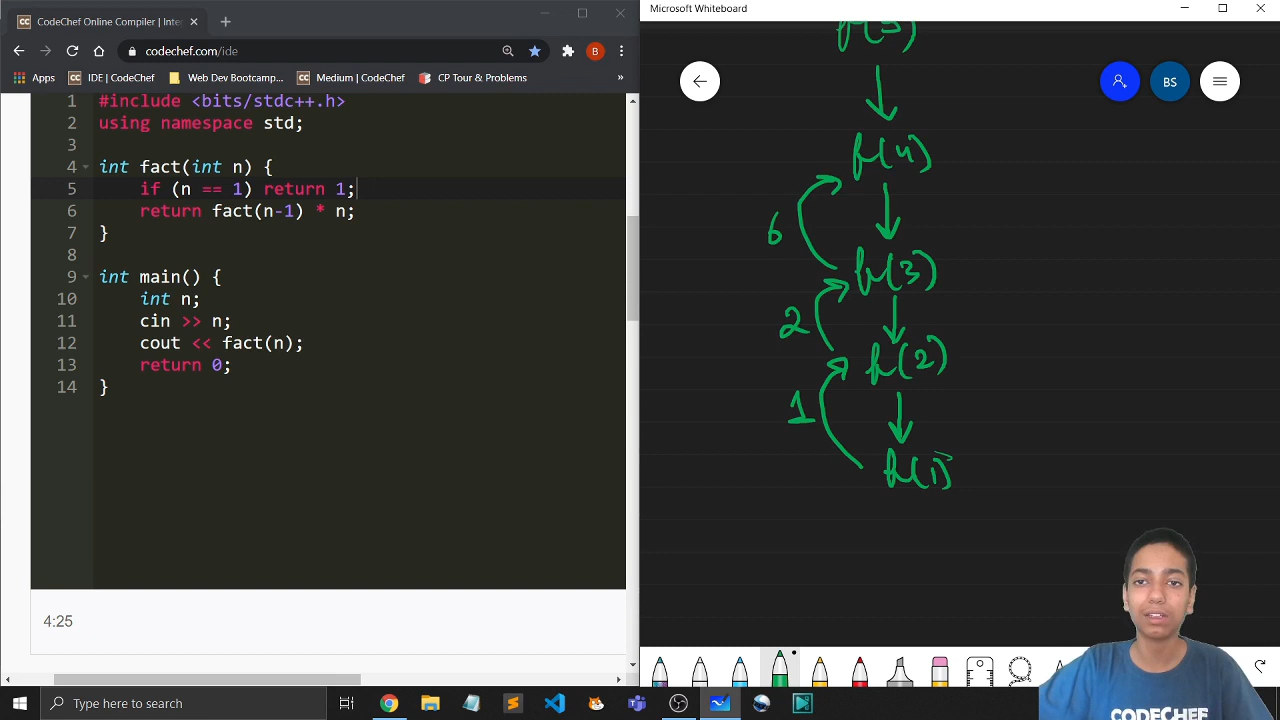 CodeChef Online Compiler | Inter
codechef.com/ide
B
Apps
IDE | CodeChef
Web Dev Bootcamp...
Medium | CodeChef
CP Tour & Problems
»
1 #include <bits/stdc++.h>
2 using namespace std;
3
4 int fact(int n) {
5 if (n == 1) return 1;
6 return fact(n-1) * n;
7 }
8
9 int main() {
10 int n;
11 cin >> n;
12 cout << fact(n);
13 return 0;
14 }
4:25
Type here to search
Microsoft Whiteboard
BS
(4)
6
(3)
2
(2)
1
(1)
CODECHEF